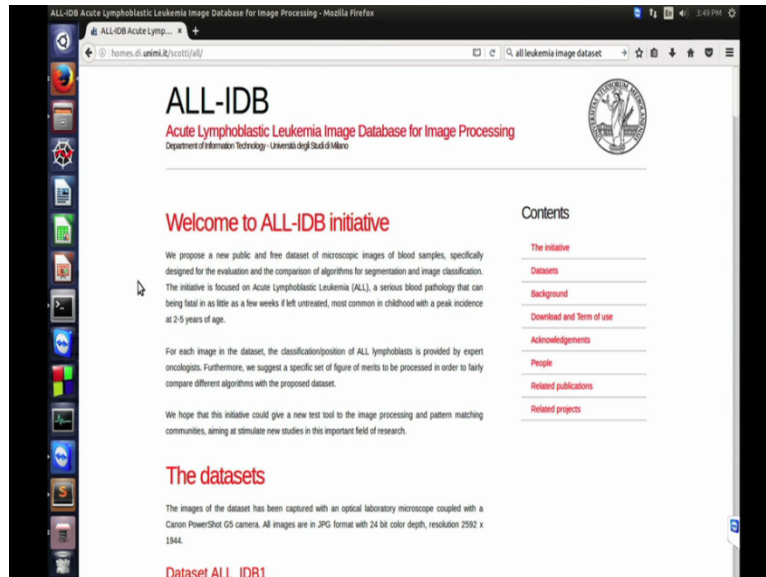 ALL-IDB Acute Lymphoblastic Leukemia Image Database for Image Processing - Mozilla Firefox
En
2:49 PM
ALL-IDB Acute Lymp...
homes.di.unimi.it/scotti/all/
all leukemia image dataset
ALL-IDB
Acute Lymphoblastic Leukemia Image Database for Image Processing
Department of Information Technology - Università degli Studi di Milano
Welcome to ALL-IDB initiative
We propose a new public and free dataset of microscopic images of blood samples, specifically
designed for the evaluation and the comparison of algorithms for segmentation and image classification.
The initiative is focused on Acute Lymphoblastic Leukemia (ALL), a serious blood pathology that can
being fatal in as little as a few weeks if left untreated, most common in childhood with a peak incidence
at 2-5 years of age.
For each image in the dataset, the classification/position of ALL lymphoblasts is provided by expert
oncologists. Furthermore, we suggest a specific set of figure of merits to be processed in order to fairly
compare different algorithms with the proposed dataset.
We hope that this initiative could give a new test tool to the image processing and pattern matching
communities, aiming at stimulate new studies in this important field of research.
The datasets
The images of the dataset has been captured with an optical laboratory microscope coupled with a
Canon PowerShot G5 camera. All images are in JPG format with 24 bit color depth, resolution 2592 x
1944.
Dataset ALL_IDB1
Contents
The initiative
Datasets
Background
Download and Term of use
Acknowledgements
People
Related publications
Related projects